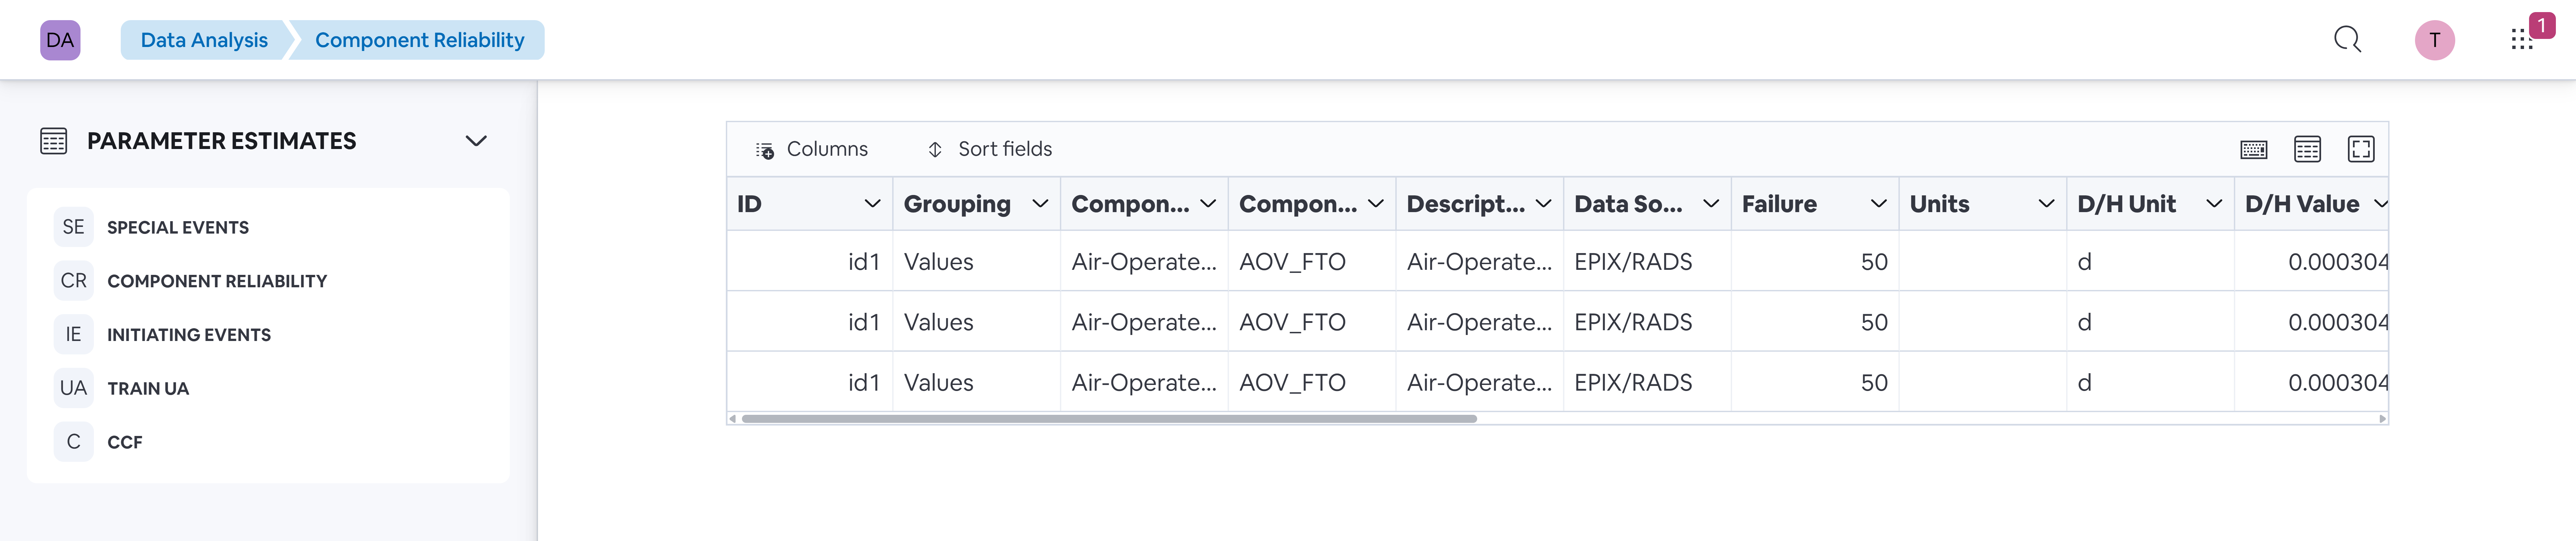 DA Data Analysis Component Reliability T 1
PARAMETER ESTIMATES
SE SPECIAL EVENTS
CR COMPONENT RELIABILITY
IE INITIATING EVENTS
UA TRAIN UA
C CCF
Columns Sort fields
ID Grouping Compon... Compon... Descript... Data So... Failure Units D/H Unit D/H Value
id1 Values Air-Operate... AOV_FTO Air-Operate... EPIX/RADS 50 d 0.000304
id1 Values Air-Operate... AOV_FTO Air-Operate... EPIX/RADS 50 d 0.000304
id1 Values Air-Operate... AOV_FTO Air-Operate... EPIX/RADS 50 d 0.000304